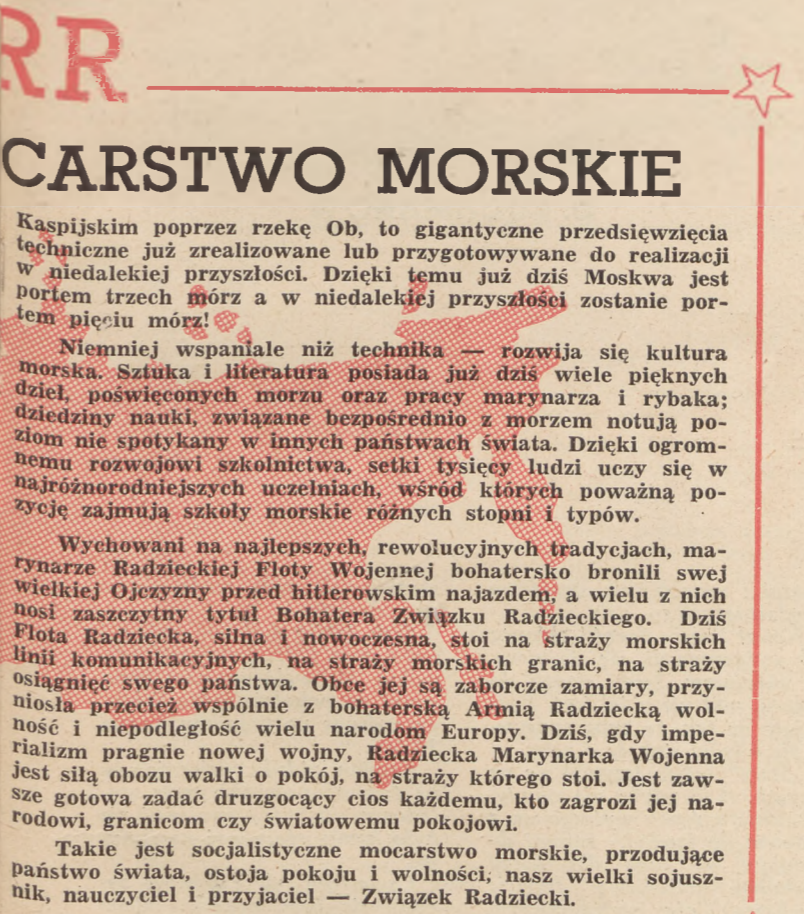 RR
CARSTWO MORSKIE
Kaspijskim poprzez rzekę Ob, to gigantyczne przedsięwzięcia
techniczne już zrealizowane lub przygotowywane do realizacji
w niedalekiej przyszłości. Dzięki temu już dziś Moskwa jest
portem trzech mórz a w niedalekiej przyszłości zostanie por-
tem pięciu mórz!
Niemniej wspaniale niż technika — rozwija się kultura
morska. Sztuka i literatura posiada już dziś wiele pięknych
dzieł, poświęconych morzu oraz pracy marynarza i rybaka;
dziedziny nauki, związane bezpośrednio z morzem notują po-
ziom nie spotykany w innych państwach świata. Dzięki ogrom-
nemu rozwojowi szkolnictwa, setki tysięcy ludzi uczy się w
najróżnorodniejszych uczelniach, wśród których poważną po-
zycję zajmują szkoły morskie różnych stopni i typów.
Wychowani na najlepszych, rewolucyjnych tradycjach, ma-
rynarze Radzieckiej Floty Wojennej bohatersko bronili swej
wielkiej Ojczyzny przed hitlerowskim najazdem, a wielu z nich
nosi zaszczytny tytuł Bohatera Związku Radzieckiego. Dziś
Flota Radziecka, silna i nowoczesna, stoi na straży morskich
linii komunikacyjnych, na straży morskich granic, na straży
osiągnięć swego państwa. Obce jej są zaborcze zamiary, przy-
niosła przecież wspólnie z bohaterską Armią Radziecką wol-
ność i niepodległość wielu narodom Europy. Dziś, gdy impe-
rializm pragnie nowej wojny, Radziecka Marynarka Wojenna
jest siłą obozu walki o pokój, na straży którego stoi. Jest zaw-
sze gotowa zadać druzgocący cios każdemu, kto zagrozi jej na-
rodowi, granicom czy światowemu pokojowi.
Takie jest socjalistyczne mocarstwo morskie, przodujące
państwo świata, ostoja pokoju i wolności, nasz wielki sojusz-
nik, nauczyciel i przyjaciel — Związek Radziecki.